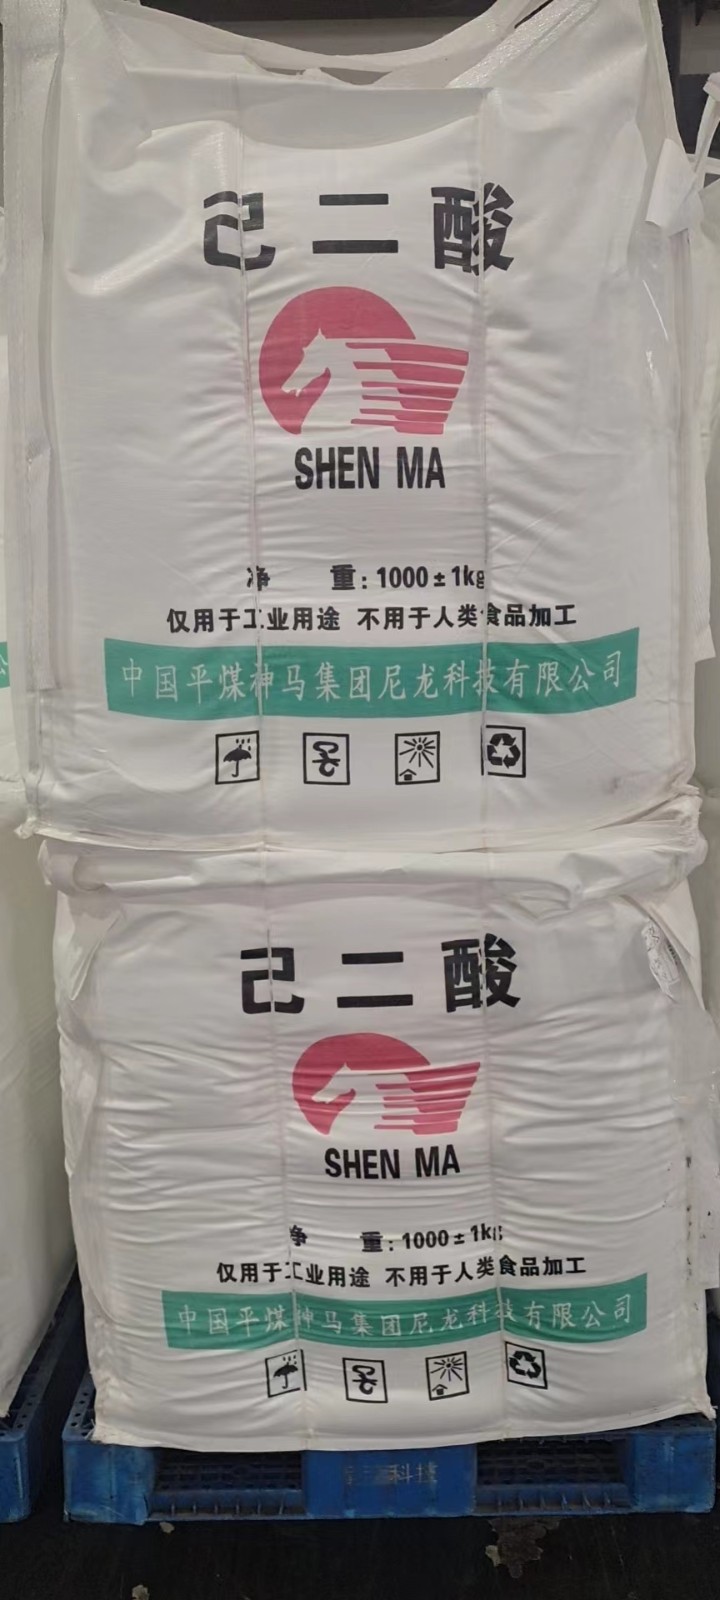 己二酸
SHEN MA
净 重：1000±1kg
仅用于工业用途 不用于人类食品加工
中国平煤神马集团尼龙科技有限公司
己二酸
SHEN MA
净 重：1000±1kg
仅用于工业用途 不用于人类食品加工
中国平煤神马集团尼龙科技有限公司
科技